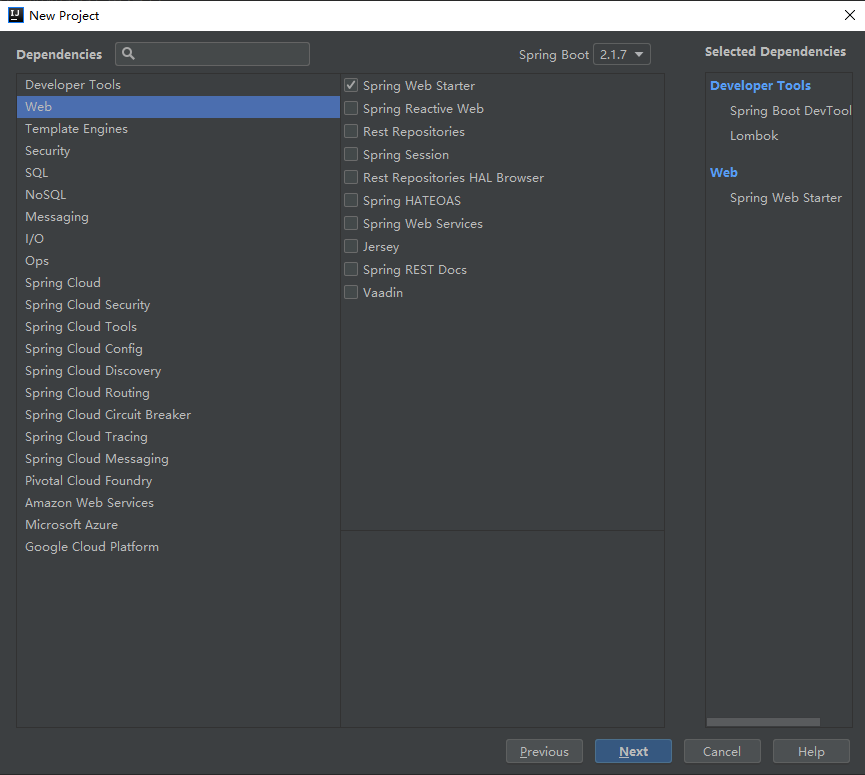 New Project
Dependencies
Spring Boot 2.1.7
Selected Dependencies
Developer Tools
Web
Template Engines
Security
SQL
NoSQL
Messaging
I/O
Ops
Spring Cloud
Spring Cloud Security
Spring Cloud Tools
Spring Cloud Config
Spring Cloud Discovery
Spring Cloud Routing
Spring Cloud Circuit Breaker
Spring Cloud Tracing
Spring Cloud Messaging
Pivotal Cloud Foundry
Amazon Web Services
Microsoft Azure
Google Cloud Platform
Spring Web Starter
Spring Reactive Web
Rest Repositories
Spring Session
Rest Repositories HAL Browser
Spring HATEOAS
Spring Web Services
Jersey
Spring REST Docs
Vaadin
Developer Tools
Spring Boot DevTool
Lombok
Web
Spring Web Starter
Previous
Next
Cancel
Help